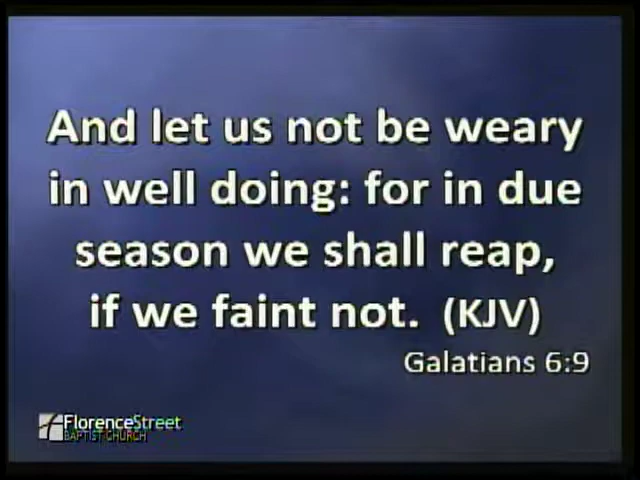 And let us not be weary
in well doing: for in due
season we shall reap,
if we faint not. (KJV)
Galatians 6:9
FlorenceStreet
BAPTIST CHURCH